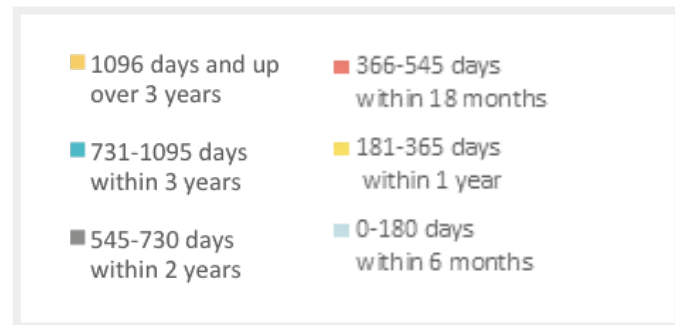 1096 days and up
over 3 years
731-1095 days
within 3 years
545-730 days
within 2 years
366-545 days
within 18 months
181-365 days
within 1 year
0-180 days
within 6 months